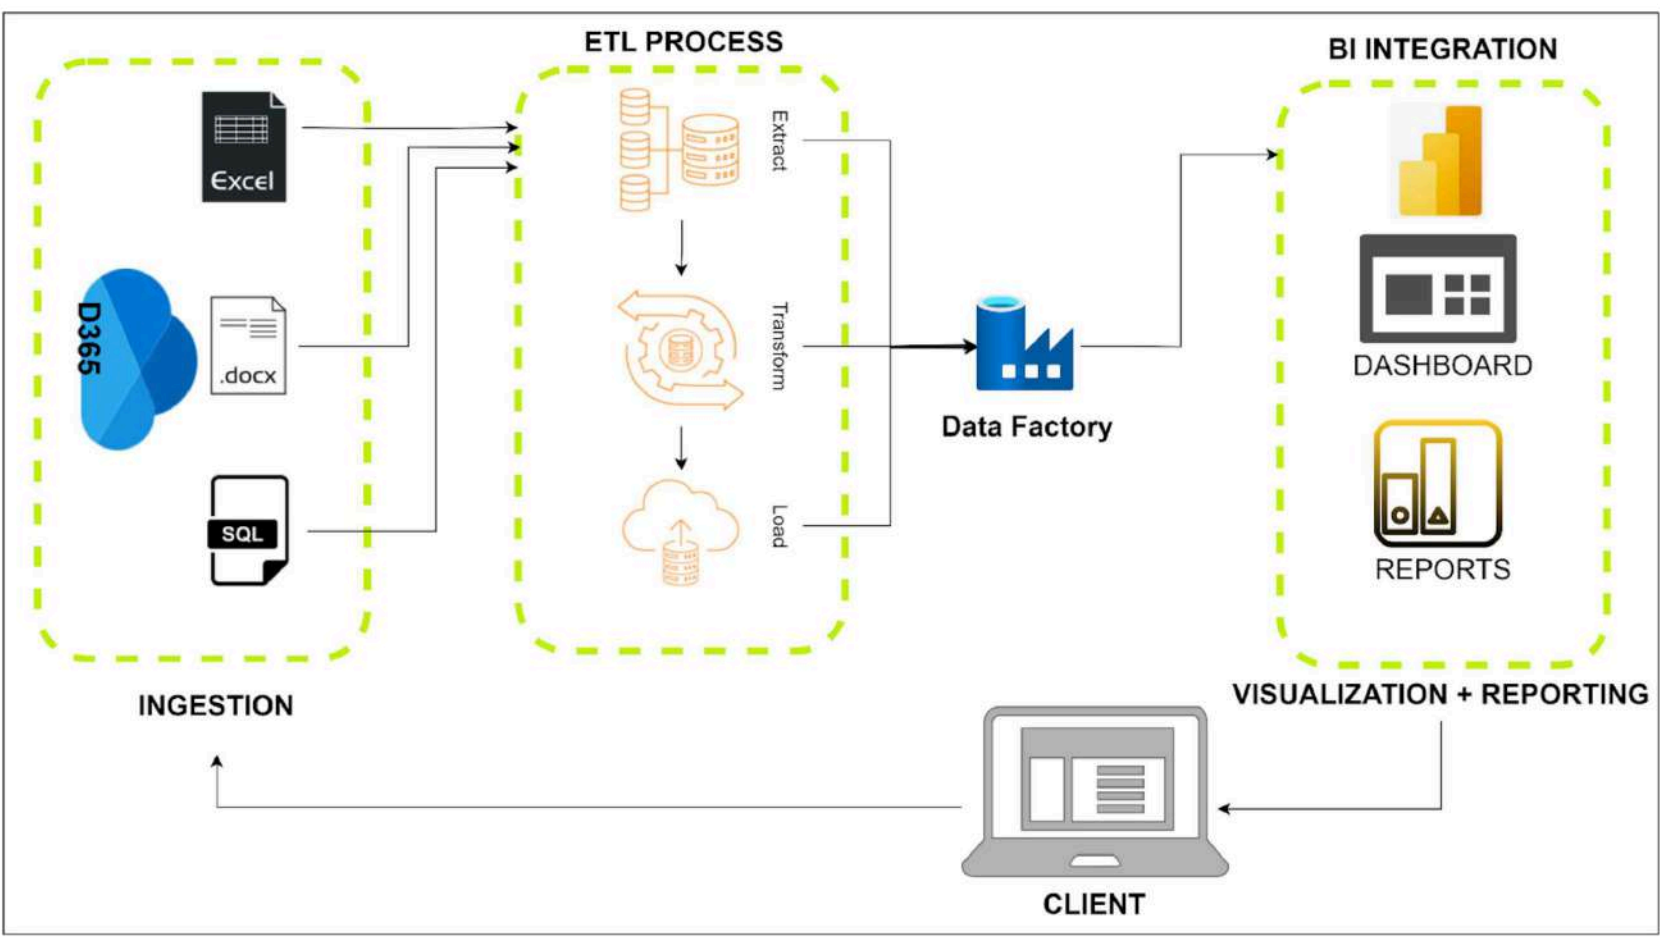 ETL PROCESS
BI INTEGRATION
Excel
D365
.docx
SQL
INGESTION
Extract
Transform
Load
Data Factory
DASHBOARD
REPORTS
VISUALIZATION + REPORTING
CLIENT